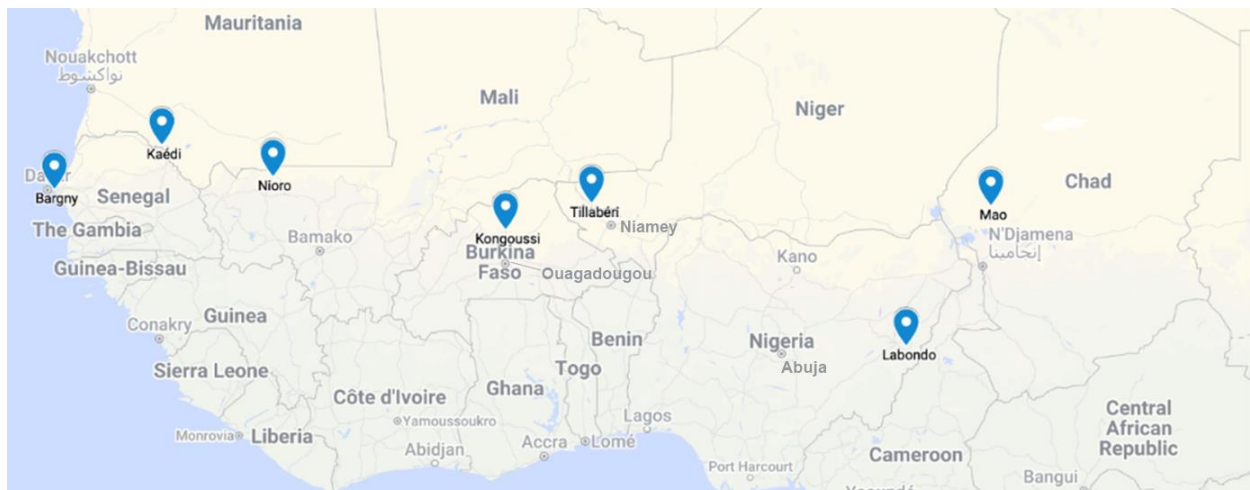 Mauritania
Nouakchott
نواكشوط
Mali
Niger
Kaédi
Nioro
Bargny
Senegal
Tillabéri
Chad
Mao
The Gambia
Bamako
Kongoussi
Niamey
N'Djamena
إنجامينا
Burkina
Faso
Ouagadougou
Kano
Guinea-Bissau
Guinea
Conakry
Benin
Nigeria
Labondo
Abuja
Sierra Leone
Togo
Ghana
Côte d'Ivoire
Yamoussoukro
Lagos
Monrovia
Liberia
Abidjan
Accra
Lomé
Central
African
Republic
Cameroon
Port Harcourt
Bangui